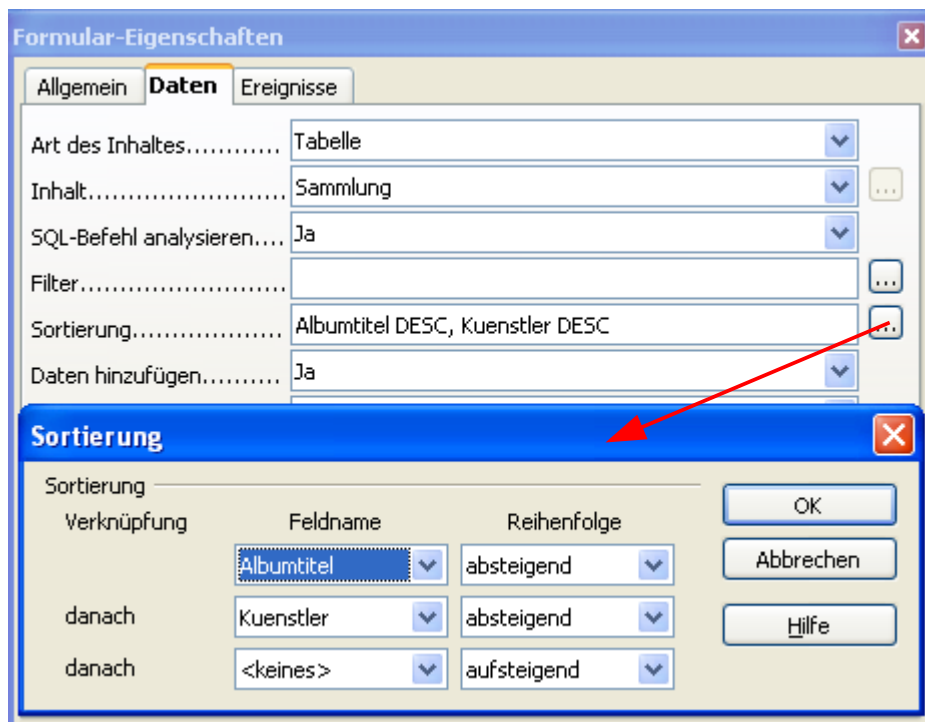 Formular-Eigenschaften
Allgemein Daten Ereignisse
Art des Inhaltes............ Tabelle
Inhalt......................... Sammlung ...
SQL-Befehl analysieren.... Ja
Filter.......................... ...
Sortierung................... Albumtitel DESC, Kuenstler DESC ...
Daten hinzufügen.......... Ja
Sortierung
Sortierung
Verknüpfung Feldname Reihenfolge OK
Albumtitel absteigend Abbrechen
danach Kuenstler absteigend Hilfe
danach <keines> aufsteigend